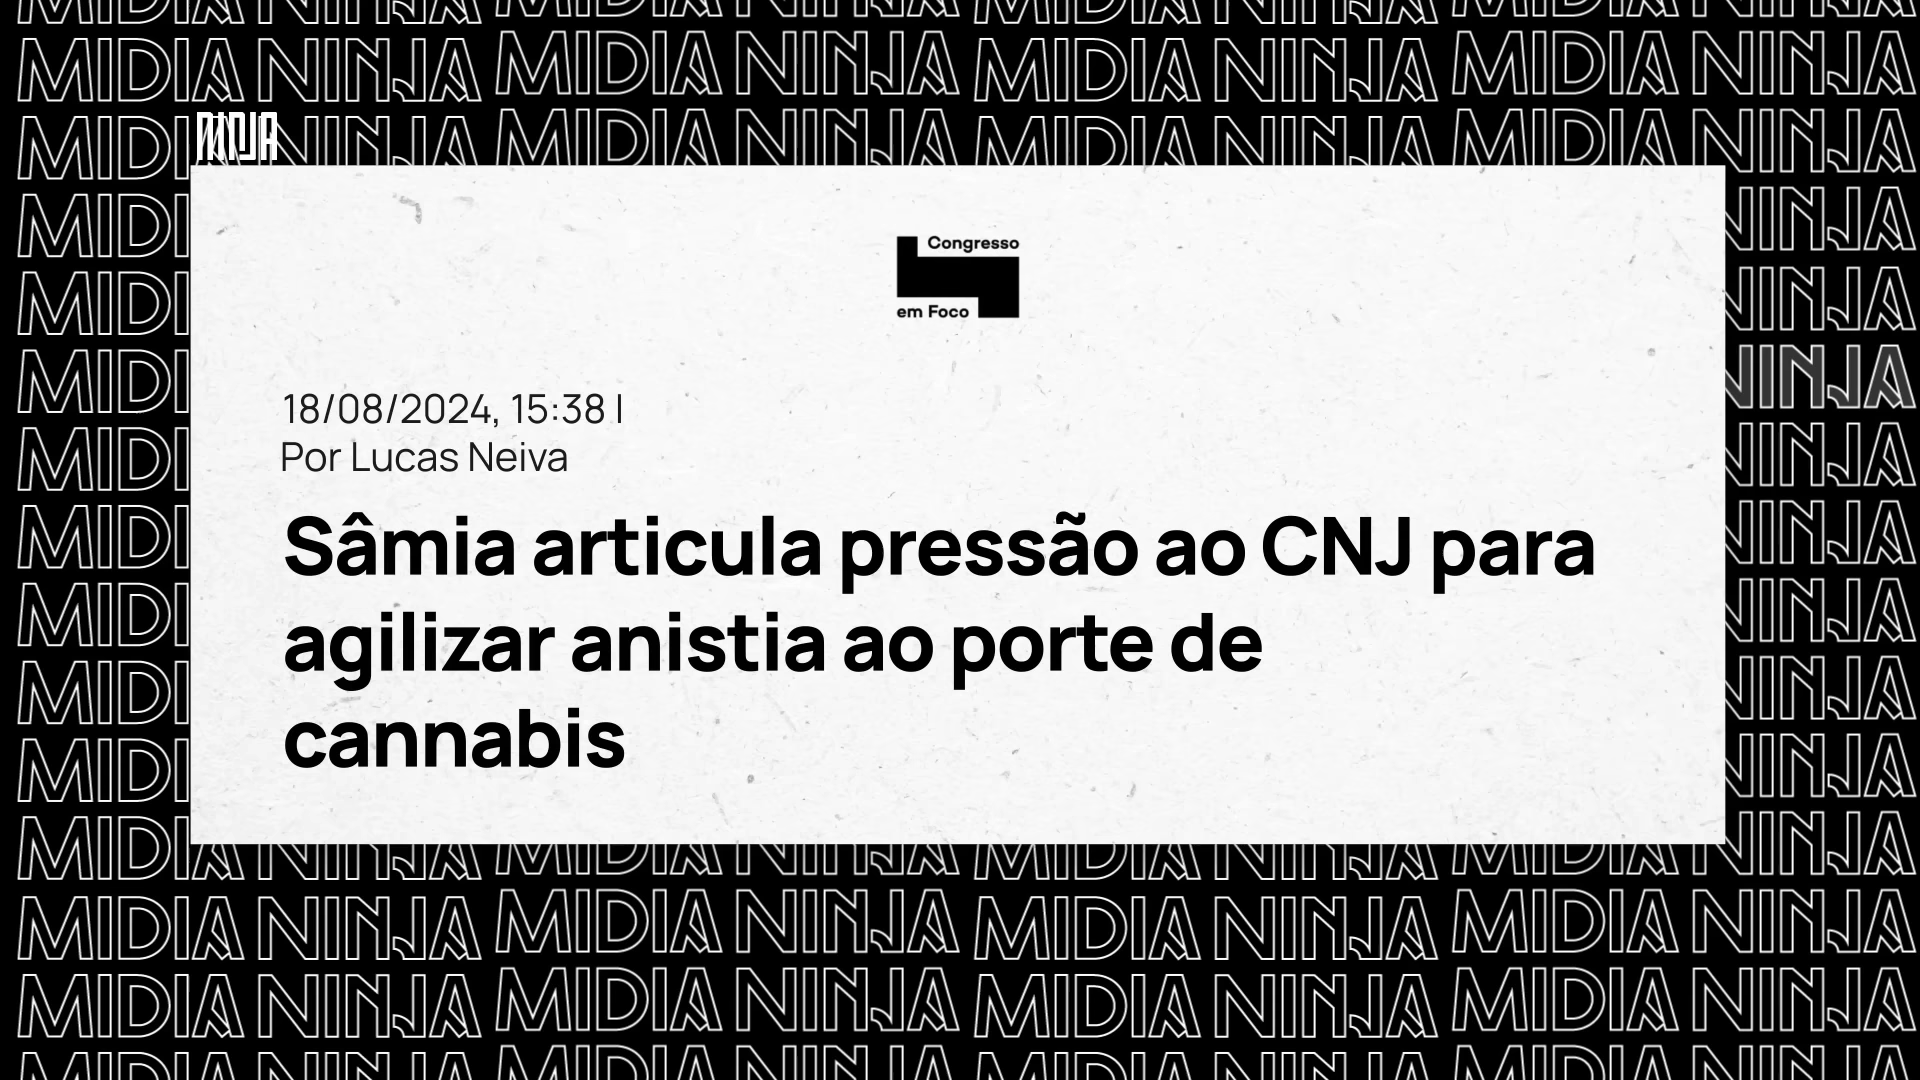 MIDIA NINJA MIDIA NINJA MIDIA NINJA MIDIA NINJA
NINJA
Congresso
em Foco
18/08/2024, 15:38 |
Por Lucas Neiva
Sâmia articula pressão ao CNJ para
agilizar anistia ao porte de
cannabis
MIDIA NINJA MIDIA NINJA MIDIA NINJA MIDIA NINJA
MIDIA NINJA MIDIA NINJA MIDIA NINJA MIDIA NINJA